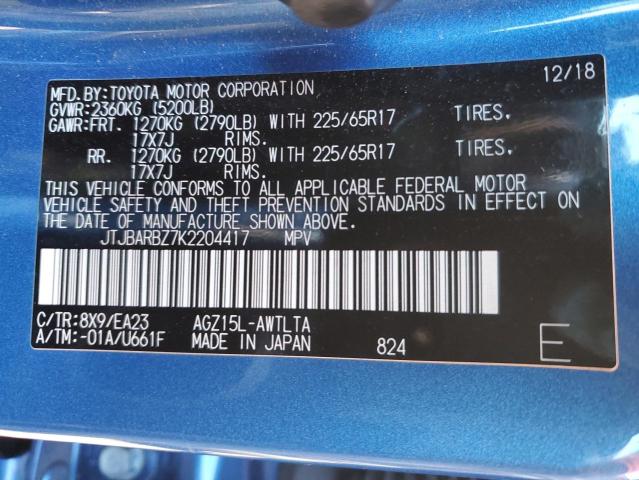 MFD.BY:TOYOTA MOTOR CORPORATION 12/18
GVWR:2360KG (5200LB)
GAWR:FRT. 1270KG (2790LB) WITH 225/65R17 TIRES,
17X7J RIMS.
RR. 1270KG (2790LB) WITH 225/65R17 TIRES,
17X7J RIMS.
THIS VEHICLE CONFORMS TO ALL APPLICABLE FEDERAL MOTOR
VEHICLE SAFETY AND THEFT PREVENTION STANDARDS IN EFFECT ON
THE DATE OF MANUFACTURE SHOWN ABOVE.
JTJBARBZ7K2204417 MPV
C/TR:8X9/EA23 AGZ15L-AWTLTA
A/TM:-01A/U661F MADE IN JAPAN 824 E